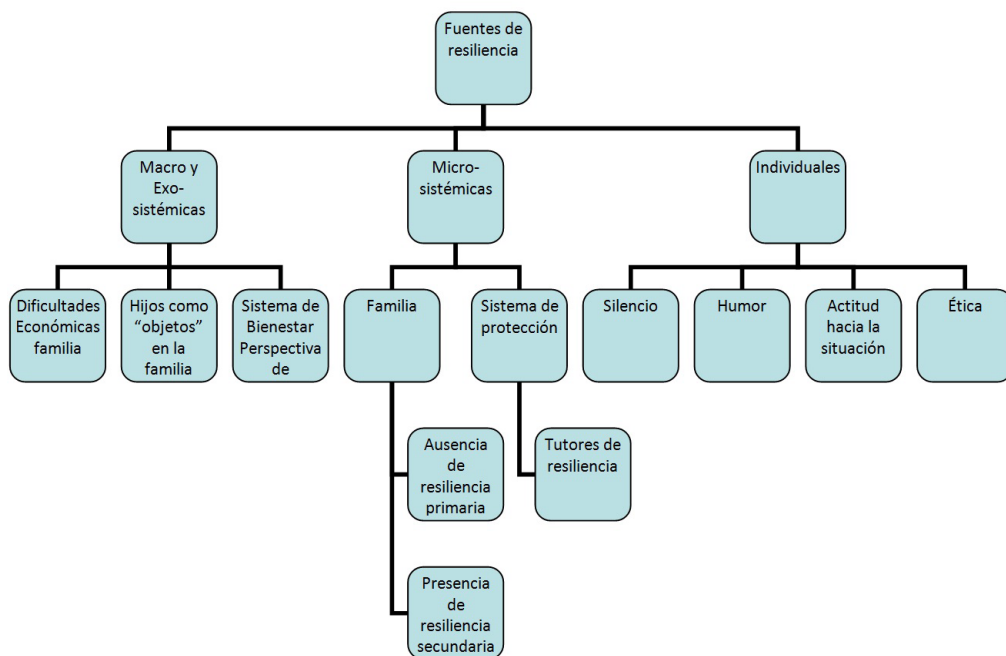 Fuentes de
resiliencia
Macro y
Exo-
sistémicas
Micro-
sistémicas
Individuales
Dificultades
Económicas
familia
Hijos como
“objetos” en
la familia
Sistema de
Bienestar
Perspectiva
de
Familia
Sistema de
protección
Silencio
Humor
Actitud
hacia la
situación
Ética
Ausencia
de
resiliencia
primaria
Tutores de
resiliencia
Presencia
de
resiliencia
secundaria